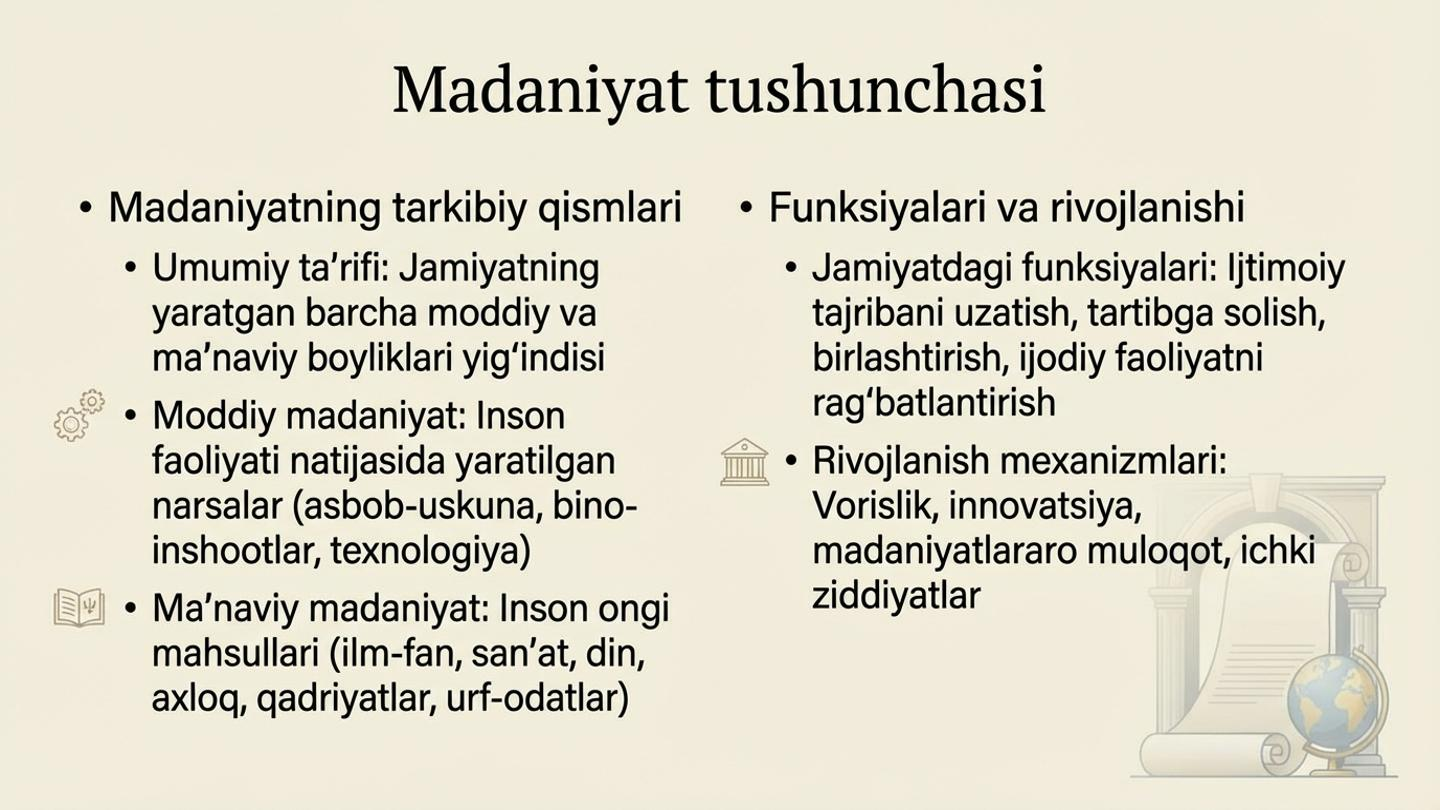 Madaniyat tushunchasi
• Madaniyatning tarkibiy qismlari
• Umumiy ta’rifi: Jamiyatning
yaratgan barcha moddiy va
ma’naviy boyliklari yig‘indisi
• Moddiy madaniyat: Inson
faoliyati natijasida yaratilgan
narsalar (asbob-uskuna, bino-
inshootlar, texnologiya)
• Ma’naviy madaniyat: Inson ongi
mahsullari (ilm-fan, san’at, din,
axloq, qadriyatlar, urf-odatlar)
• Funksiyalari va rivojlanishi
• Jamiyatdagi funksiyalari: Ijtimoiy
tajribani uzatish, tartibga solish,
birlashtirish, ijodiy faoliyatni
rag‘batlantirish
• Rivojlanish mexanizmlari:
Vorislik, innovatsiya,
madaniyatlararo muloqot, ichki
ziddiyatlar